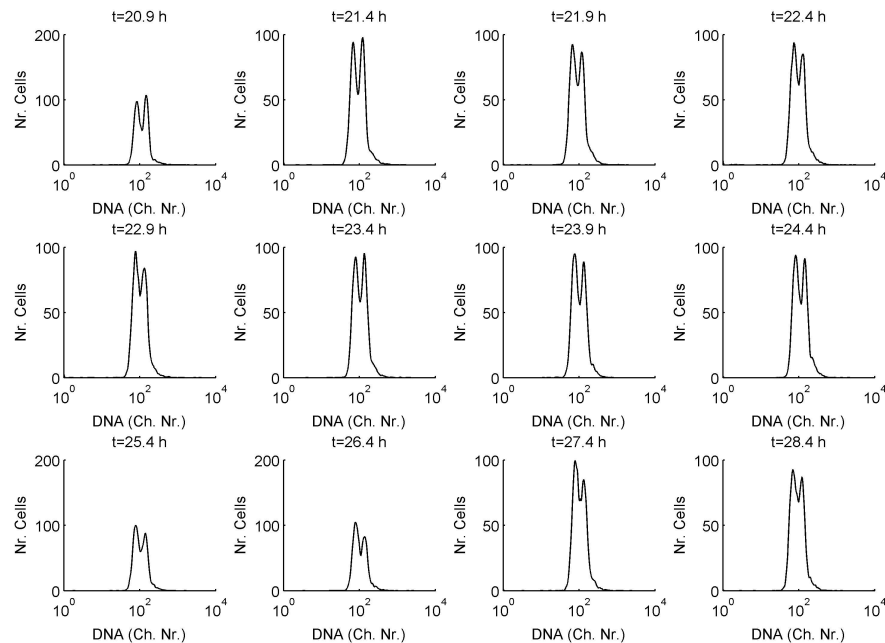 t=20.9 h
t=21.4 h
t=21.9 h
t=22.4 h
200
100
0
Nr. Cells
10^0 10^2 10^4
DNA (Ch. Nr.)
100
50
0
Nr. Cells
10^0 10^2 10^4
DNA (Ch. Nr.)
100
50
0
Nr. Cells
10^0 10^2 10^4
DNA (Ch. Nr.)
100
50
0
Nr. Cells
10^0 10^2 10^4
DNA (Ch. Nr.)
t=22.9 h
t=23.4 h
t=23.9 h
t=24.4 h
100
50
0
Nr. Cells
10^0 10^2 10^4
DNA (Ch. Nr.)
100
50
0
Nr. Cells
10^0 10^2 10^4
DNA (Ch. Nr.)
100
50
0
Nr. Cells
10^0 10^2 10^4
DNA (Ch. Nr.)
100
50
0
Nr. Cells
10^0 10^2 10^4
DNA (Ch. Nr.)
t=25.4 h
t=26.4 h
t=27.4 h
t=28.4 h
200
100
0
Nr. Cells
10^0 10^2 10^4
DNA (Ch. Nr.)
200
100
0
Nr. Cells
10^0 10^2 10^4
DNA (Ch. Nr.)
100
50
0
Nr. Cells
10^0 10^2 10^4
DNA (Ch. Nr.)
100
50
0
Nr. Cells
10^0 10^2 10^4
DNA (Ch. Nr.)